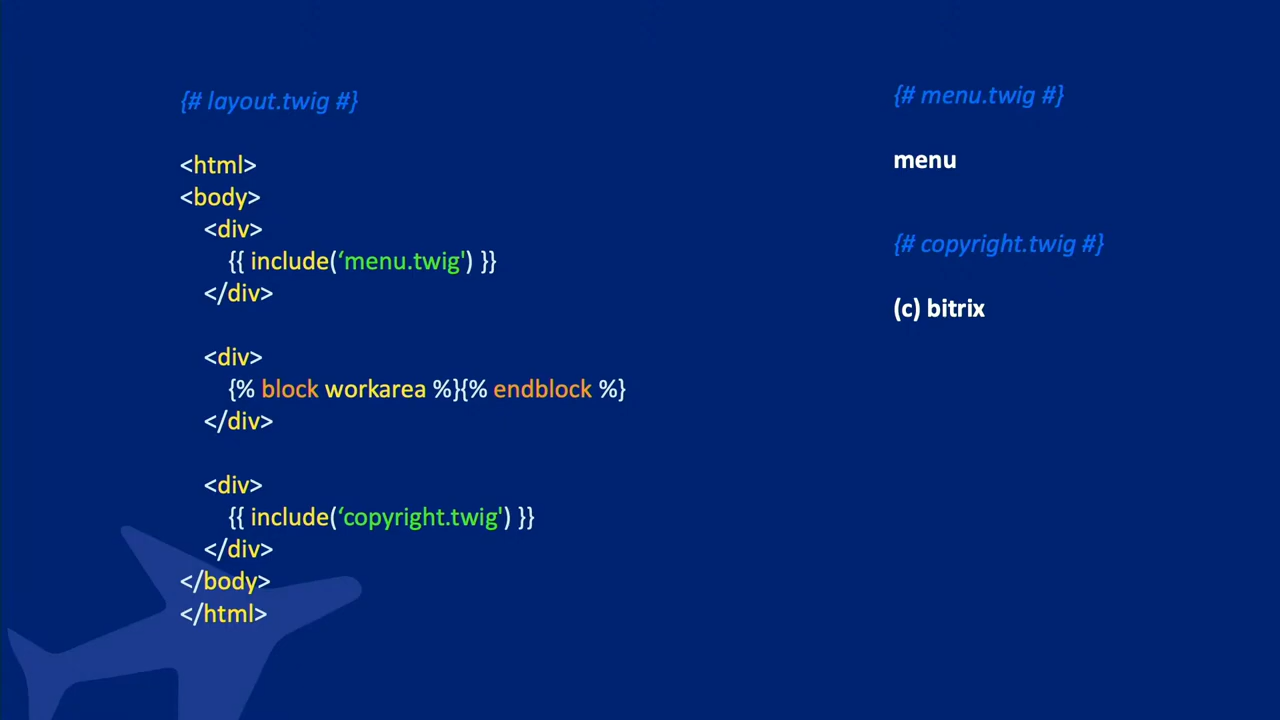 {# layout.twig #}
<html>
<body>
<div>
{{ include(‘menu.twig') }}
</div>
<div>
{% block workarea %}{% endblock %}
</div>
<div>
{{ include(‘copyright.twig') }}
</div>
</body>
</html>
{# menu.twig #}
menu
{# copyright.twig #}
(c) bitrix